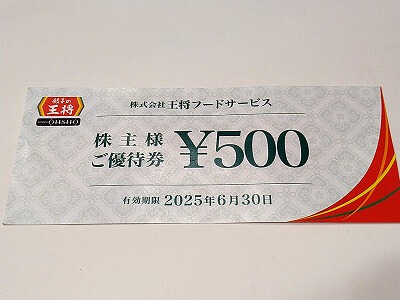 餃子の
王将
OHSHO
株式会社 王将フードサービス
株主様
ご優待券
¥500
有効期限 2025年6月30日